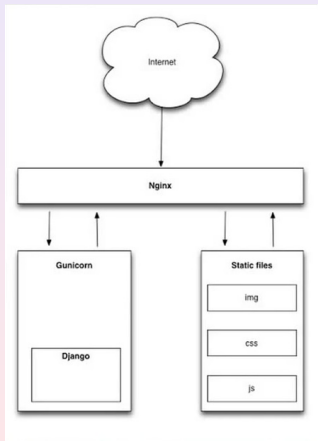 Internet
Nginx
Gunicorn
Django
Static files
img
css
js